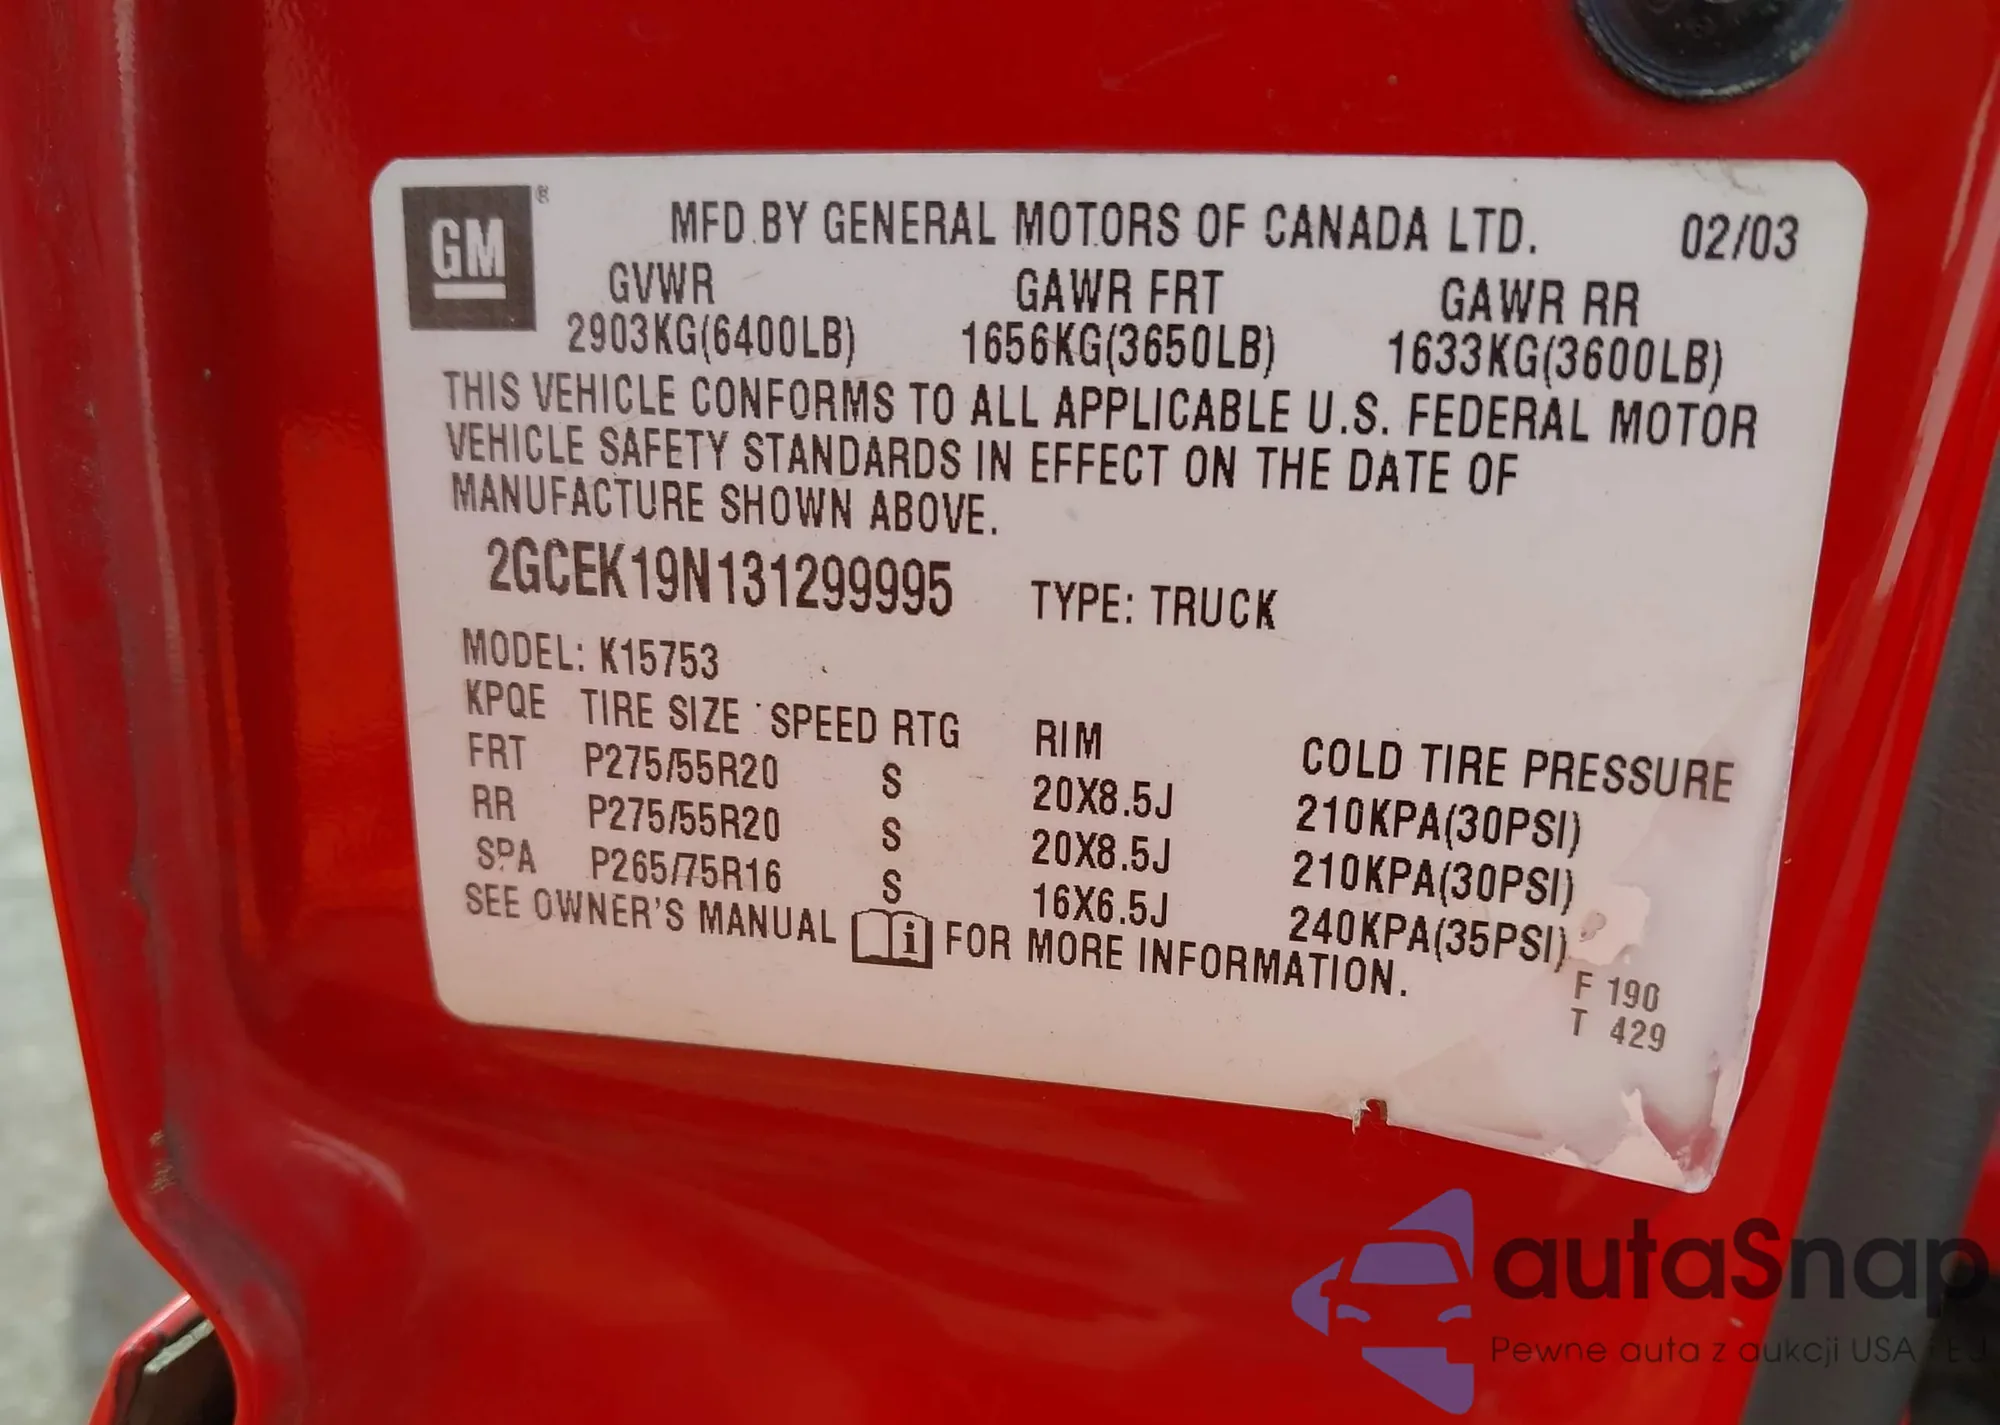 GM®
MFD BY GENERAL MOTORS OF CANADA LTD. 02/03
GVWR GAWR FRT GAWR RR
2903KG(6400LB) 1656KG(3650LB) 1633KG(3600LB)
THIS VEHICLE CONFORMS TO ALL APPLICABLE U.S. FEDERAL MOTOR
VEHICLE SAFETY STANDARDS IN EFFECT ON THE DATE OF
MANUFACTURE SHOWN ABOVE.
2GCEK19N131299995 TYPE: TRUCK
MODEL: K15753
KPQE TIRE SIZE SPEED RTG RIM COLD TIRE PRESSURE
FRT P275/55R20 S 20X8.5J 210KPA(30PSI)
RR P275/55R20 S 20X8.5J 210KPA(30PSI)
SPA P265/75R16 S 16X6.5J 240KPA(35PSI)
SEE OWNER'S MANUAL i FOR MORE INFORMATION.
F 190
T 429
autaSnap
Pewne auta z aukcji USA i EU